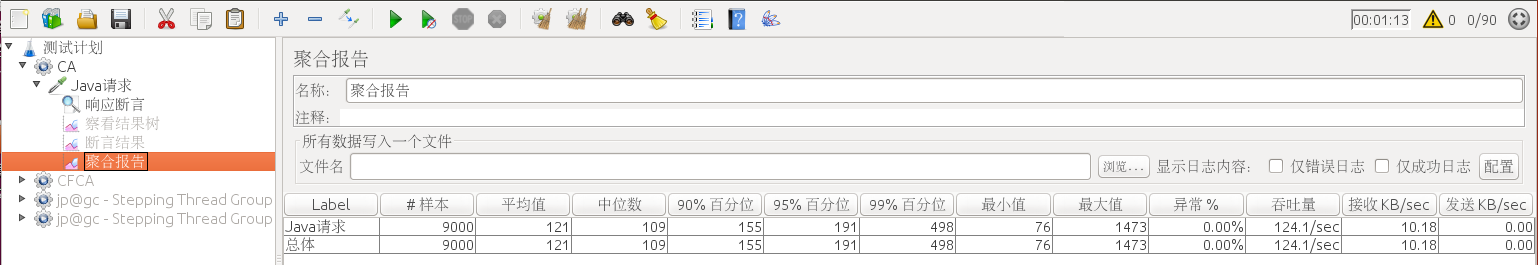 STOP
00:01:13 0 0/90
测试计划
CA
Java请求
响应断言
察看结果树
断言结果
聚合报告
CFCA
jp@gc - Stepping Thread Group
jp@gc - Stepping Thread Group
聚合报告
名称: 聚合报告
注释:
所有数据写入一个文件
文件名 浏览... 显示日志内容: 仅错误日志 仅成功日志 配置
Label # 样本 平均值 中位数 90% 百分位 95% 百分位 99% 百分位 最小值 最大值 异常 % 吞吐量 接收 KB/sec 发送 KB/sec
Java请求 9000 121 109 155 191 498 76 1473 0.00% 124.1/sec 10.18 0.00
总体 9000 121 109 155 191 498 76 1473 0.00% 124.1/sec 10.18 0.00